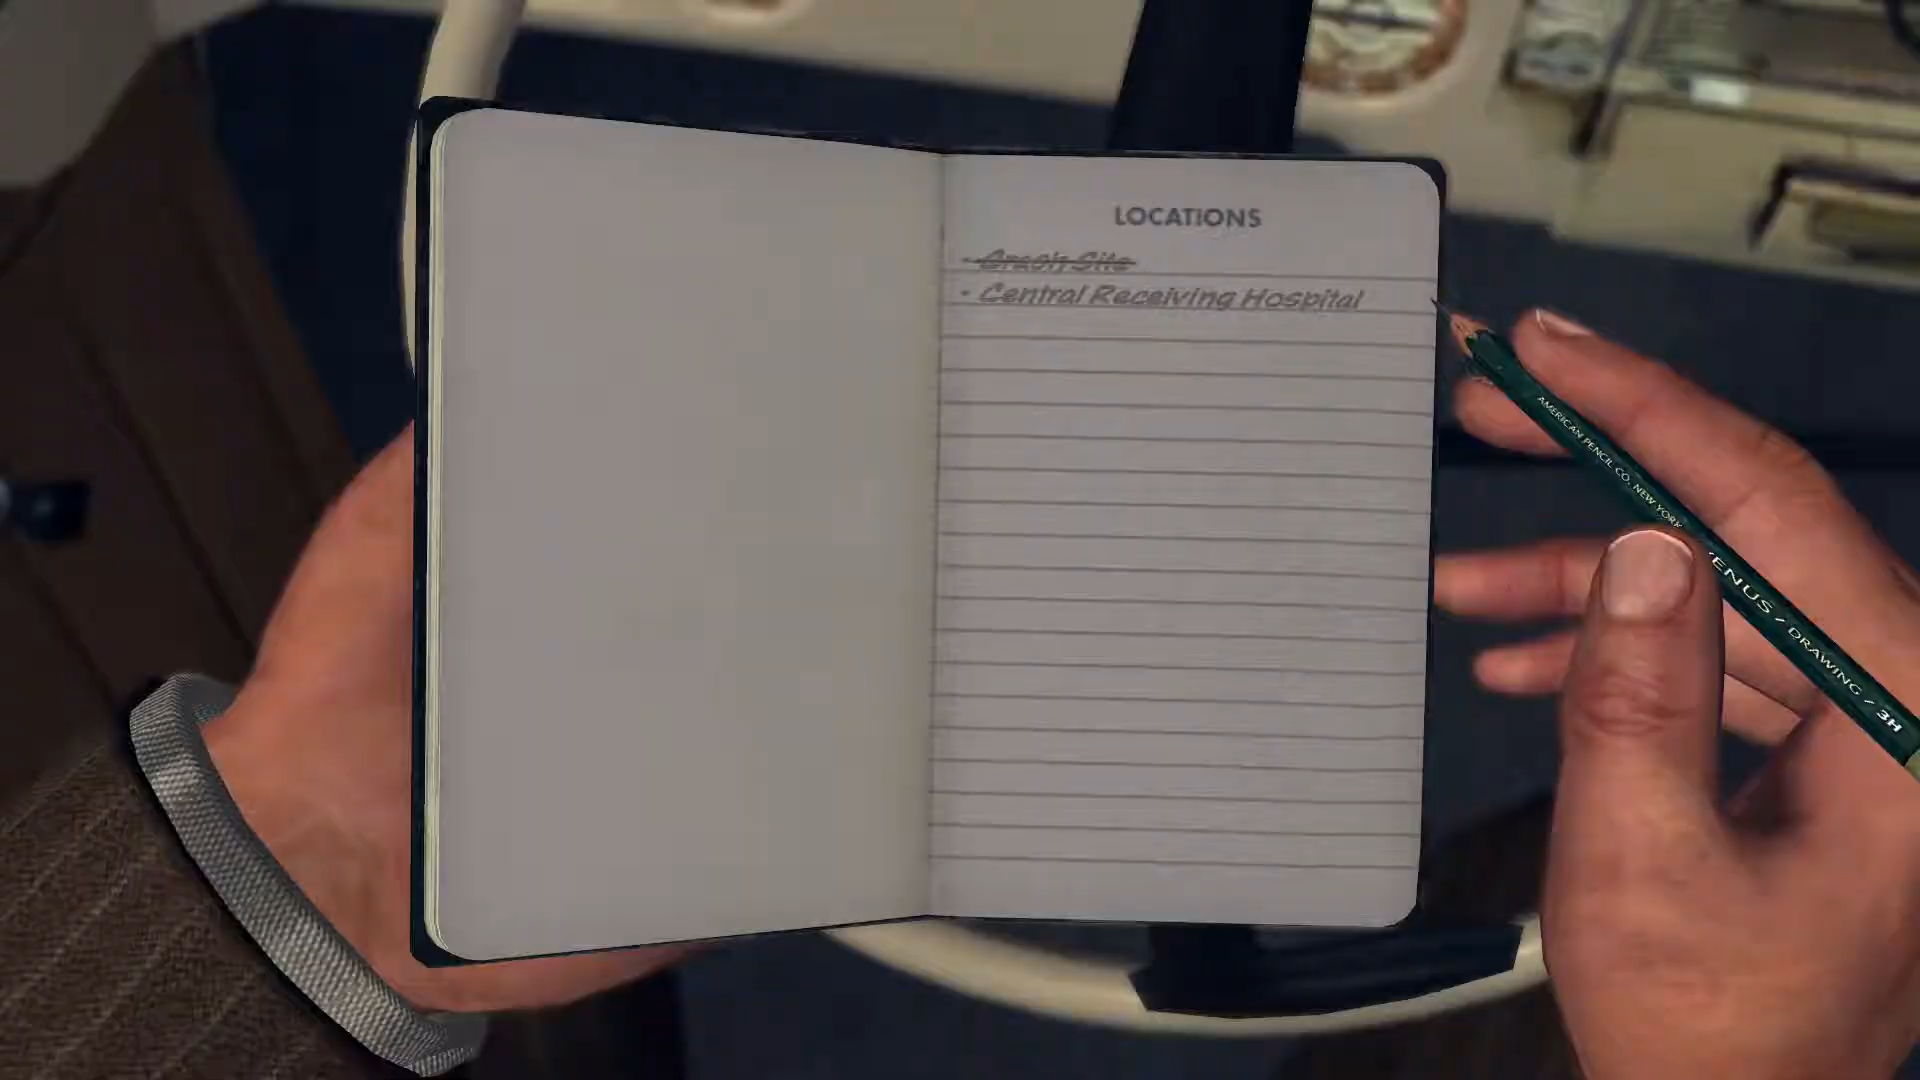 LOCATIONS
- Crash Site
- Central Receiving Hospital
AMERICAN PENCIL CO. NEW YORK
VENUS / DRAWING / 3H